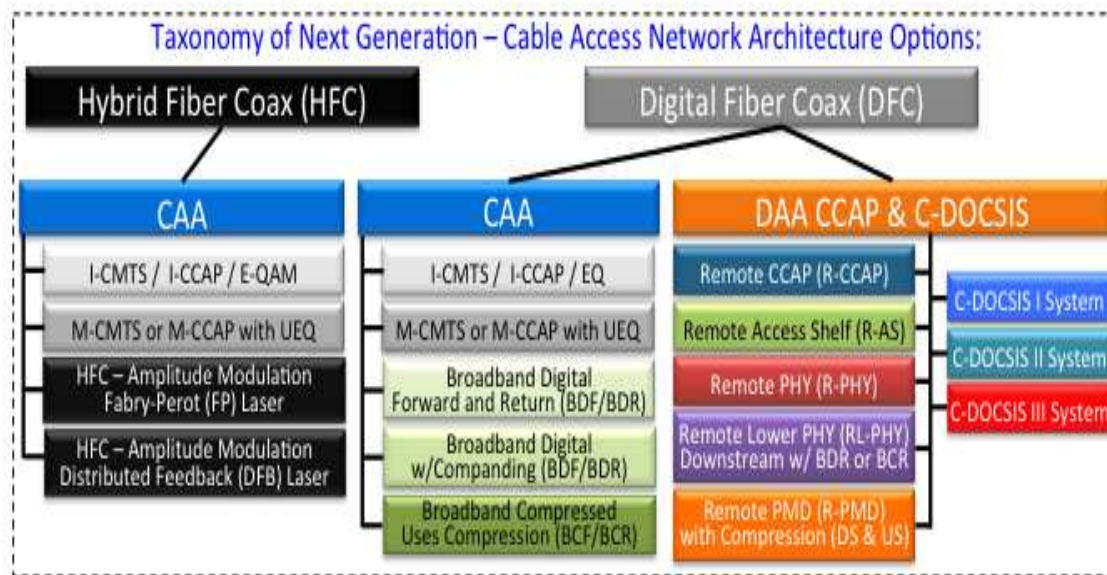 Taxonomy of Next Generation – Cable Access Network Architecture Options:
Hybrid Fiber Coax (HFC)
Digital Fiber Coax (DFC)
CAA
I-CMTS / I-CCAP / E-QAM
M-CMTS or M-CCAP with UEQ
HFC – Amplitude Modulation
Fabry-Perot (FP) Laser
HFC – Amplitude Modulation
Distributed Feedback (DFB) Laser
CAA
I-CMTS / I-CCAP / EQ
M-CMTS or M-CCAP with UEQ
Broadband Digital
Forward and Return (BDF/BDR)
Broadband Digital
w/Companding (BDF/BDR)
Broadband Compressed
Uses Compression (BCF/BCR)
DAA CCAP & C-DOCSIS
Remote CCAP (R-CCAP)
Remote Access Shelf (R-AS)
Remote PHY (R-PHY)
Remote Lower PHY (RL-PHY)
Downstream w/ BDR or BCR
Remote PMD (R-PMD)
with Compression (DS & US)
C-DOCSIS I System
C-DOCSIS II System
C-DOCSIS III System